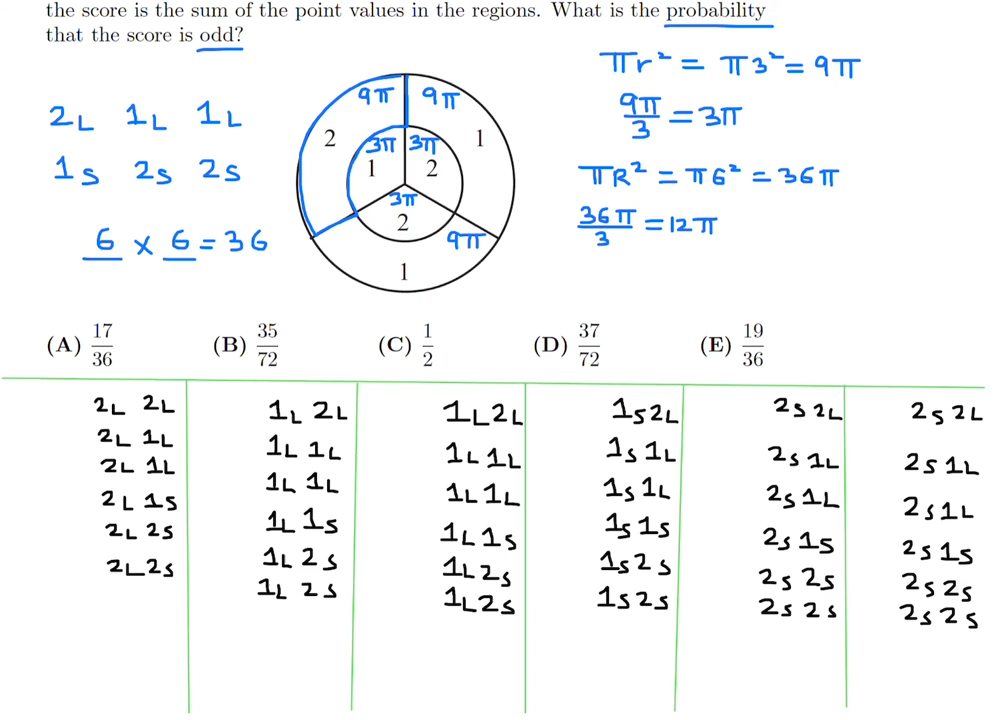 the score is the sum of the point values in the regions. What is the probability
that the score is odd?
πr² = π3² = 9π
9π/3 = 3π
πR² = π6² = 36π
36π/3 = 12π
2L 1L 1L
1S 2S 2S
6 × 6 = 36
9π 9π
2 1
3π 3π
1 2
3π
2
9π
1
(A) 17/36 (B) 35/72 (C) 1/2 (D) 37/72 (E) 19/36
2L 2L 1L 2L 1L 2L 1S 2L 2S 2L 2S 2L
2L 1L 1L 1L 1L 1L 1S 1L 2S 1L 2S 1L
2L 1L 1L 1L 1L 1L 1S 1L 2S 1L 2S 1L
2L 1S 1L 1S 1L 1S 1S 1S 2S 1S 2S 1S
2L 2S 1L 2S 1L 2S 1S 2S 2S 2S 2S 2S
2L 2S 1L 2S 1L 2S 1S 2S 2S 2S 2S 2S